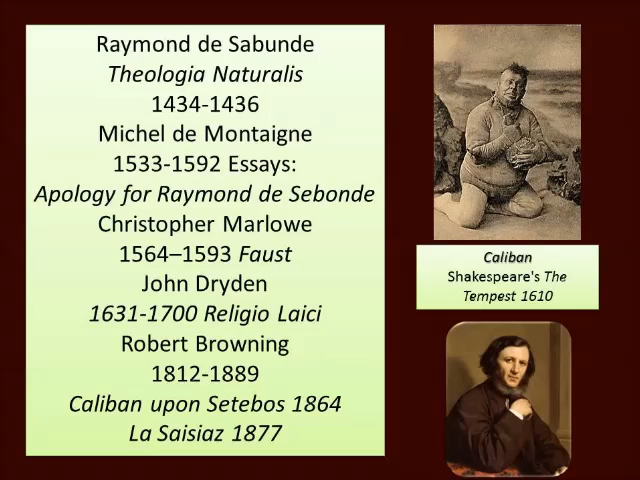 Raymond de Sabunde
Theologia Naturalis
1434-1436
Michel de Montaigne
1533-1592 Essays:
Apology for Raymond de Sebonde
Christopher Marlowe
1564–1593 Faust
John Dryden
1631-1700 Religio Laici
Robert Browning
1812-1889
Caliban upon Setebos 1864
La Saisiaz 1877
Caliban
Shakespeare's The
Tempest 1610